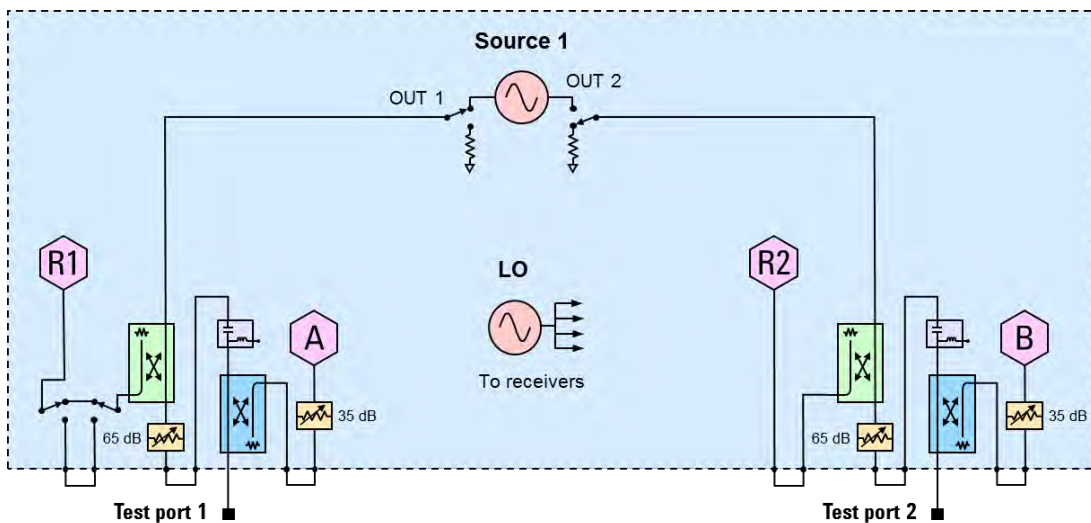 Source 1
OUT 1
OUT 2
R1
R2
LO
A
B
To receivers
65 dB
35 dB
65 dB
35 dB
Test port 1
Test port 2